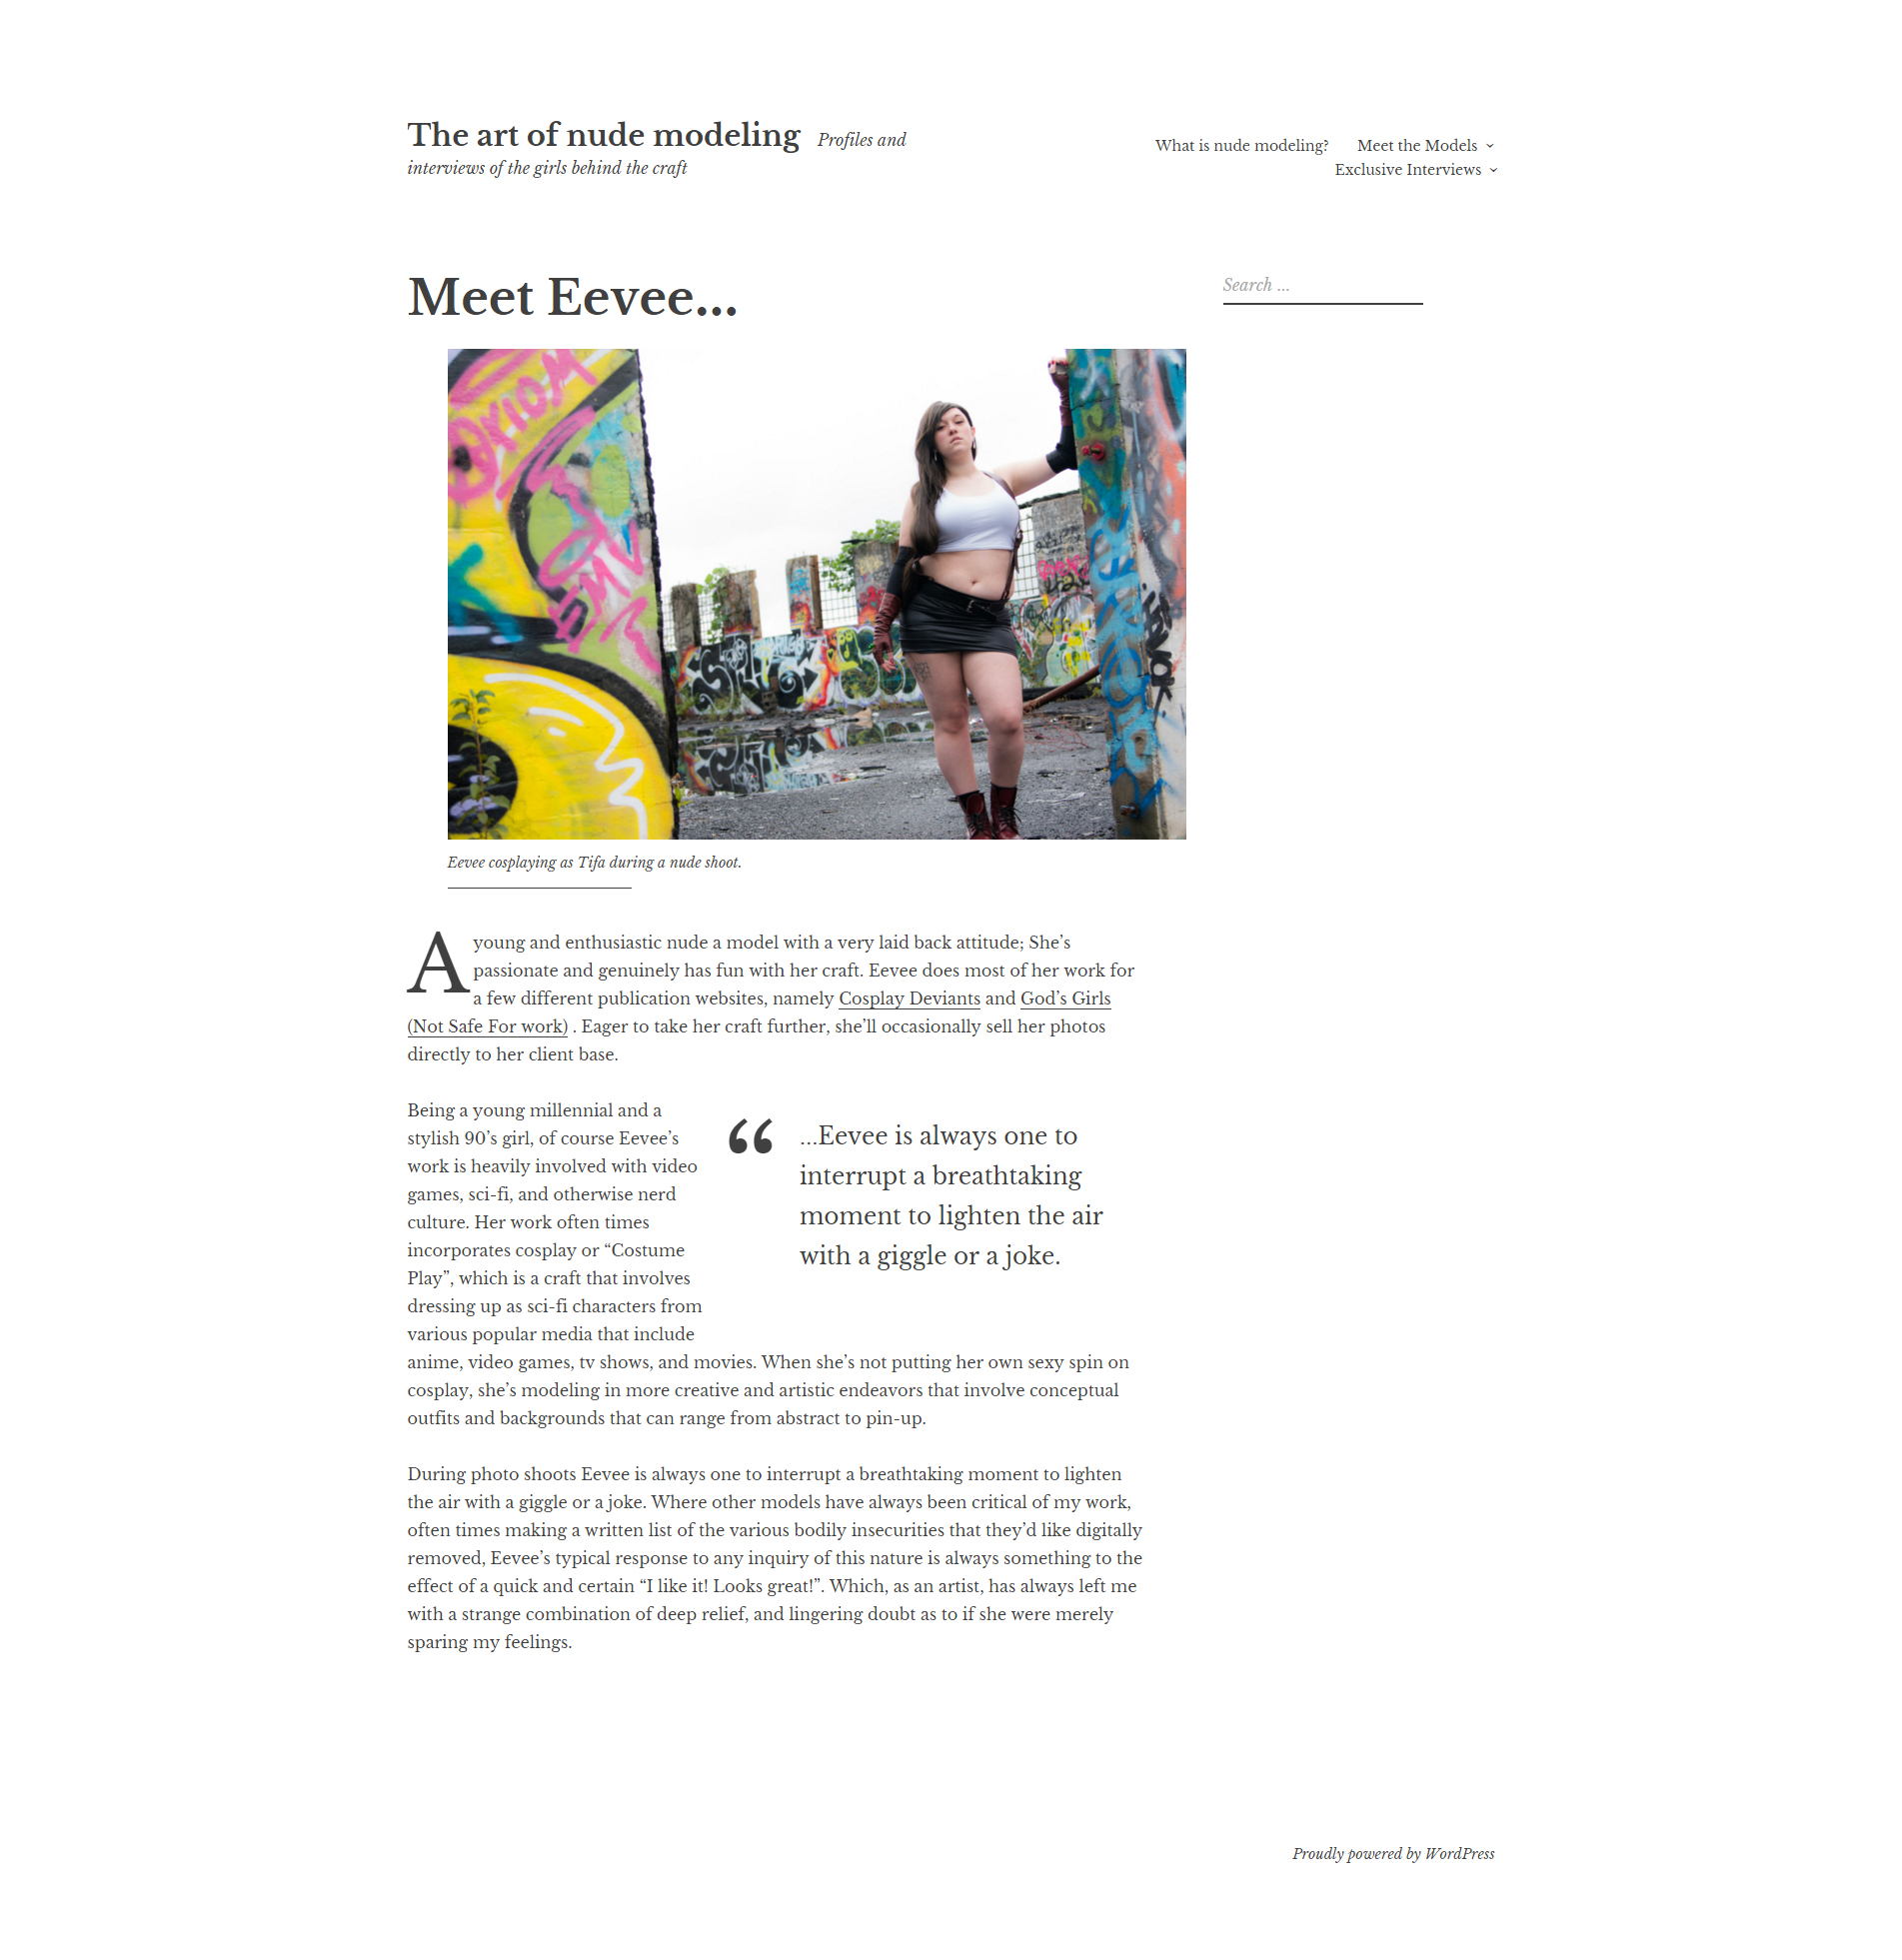 The art of nude modeling Profiles and
interviews of the girls behind the craft
What is nude modeling? Meet the Models
Exclusive Interviews
Meet Eevee...
Search ...
AXIOM
Eevee cosplaying as Tifa during a nude shoot.
A young and enthusiastic nude a model with a very laid back attitude; She’s
passionate and genuinely has fun with her craft. Eevee does most of her work for
a few different publication websites, namely Cosplay Deviants and God’s Girls
(Not Safe For work) . Eager to take her craft further, she’ll occasionally sell her photos
directly to her client base.
Being a young millennial and a
stylish 90’s girl, of course Eevee’s
work is heavily involved with video
games, sci-fi, and otherwise nerd
culture. Her work often times
incorporates cosplay or “Costume
Play”, which is a craft that involves
dressing up as sci-fi characters from
various popular media that include
anime, video games, tv shows, and movies. When she’s not putting her own sexy spin on
cosplay, she’s modeling in more creative and artistic endeavors that involve conceptual
outfits and backgrounds that can range from abstract to pin-up.
“ ...Eevee is always one to
interrupt a breathtaking
moment to lighten the air
with a giggle or a joke.
During photo shoots Eevee is always one to interrupt a breathtaking moment to lighten
the air with a giggle or a joke. Where other models have always been critical of my work,
often times making a written list of the various bodily insecurities that they’d like digitally
removed, Eevee’s typical response to any inquiry of this nature is always something to the
effect of a quick and certain “I like it! Looks great!”. Which, as an artist, has always left me
with a strange combination of deep relief, and lingering doubt as to if she were merely
sparing my feelings.
Proudly powered by WordPress